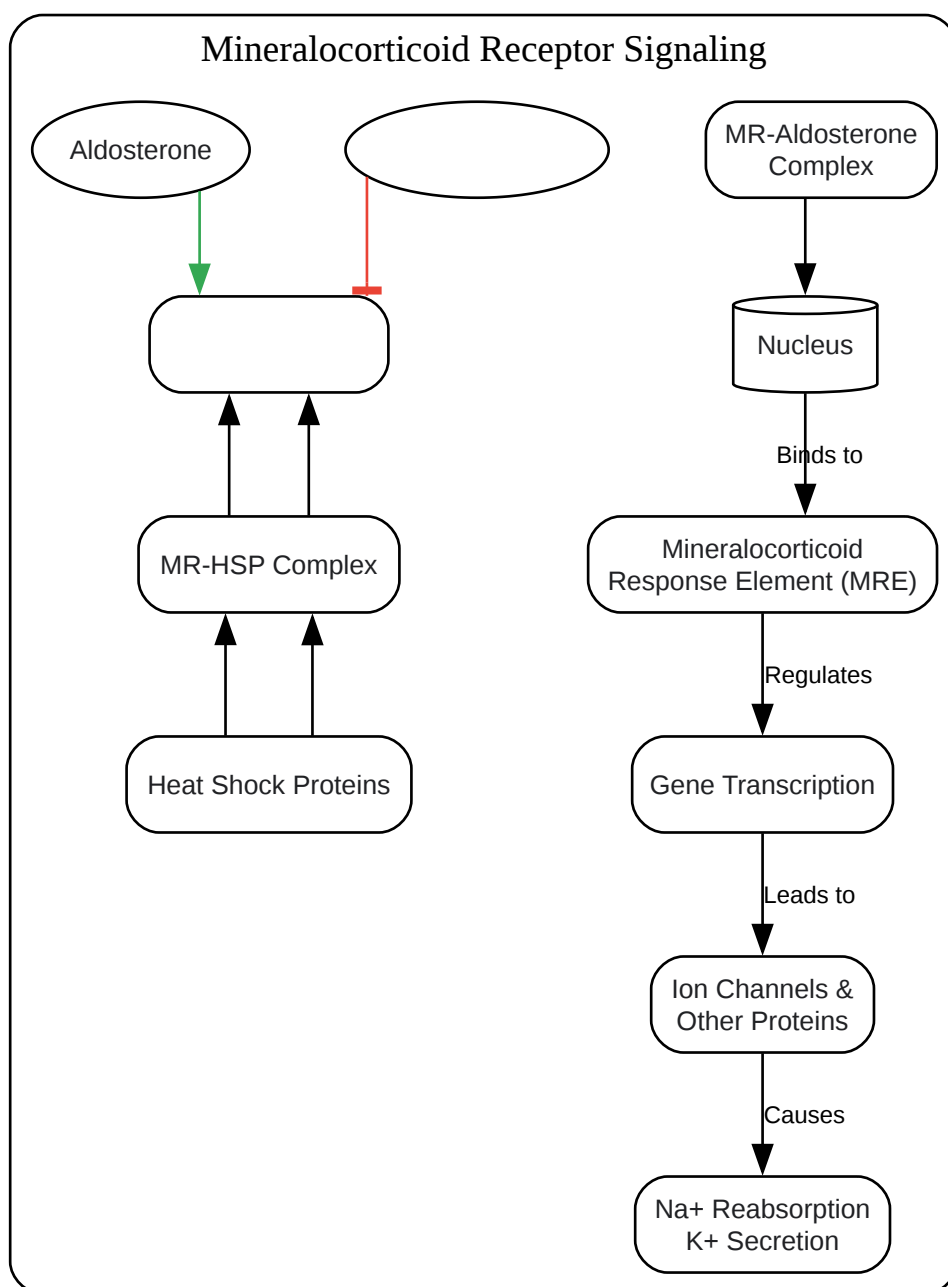 Mineralocorticoid Receptor Signaling
Aldosterone
MR-Aldosterone
Complex
Nucleus
Binds to
MR-HSP Complex
Mineralocorticoid
Response Element (MRE)
Regulates
Heat Shock Proteins
Gene Transcription
Leads to
Ion Channels &
Other Proteins
Causes
Na+ Reabsorption
K+ Secretion